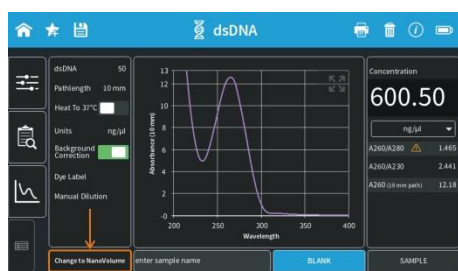 dsDNA
dsDNA 50
Pathlength 10 mm
Heat To 37°C
Units ng/µl
Background
Correction
Dye Label
Manual Dilution
Change to NanoVolume
13
12
10
8
6
4
2
-0
200 250 300 350 400
Absorbance (10 mm)
Wavelength
enter sample name
BLANK
Concentration
600.50
ng/µl
A260/A280 1.465
A260/A230 2.441
A260 (10 mm path) 12.18
SAMPLE